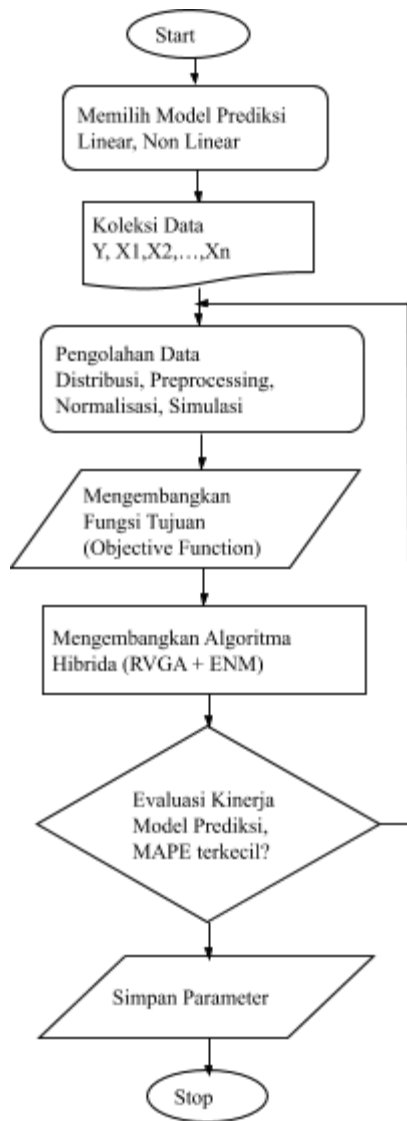 Start
Memilih Model Prediksi
Linear, Non Linear
Koleksi Data
Y, X1,X2,...,Xn
Pengolahan Data
Distribusi, Preprocessing,
Normalisasi, Simulasi
Mengembangkan
Fungsi Tujuan
(Objective Function)
Mengembangkan Algoritma
Hibrida (RVGA + ENM)
Evaluasi Kinerja
Model Prediksi,
MAPE terkecil?
Simpan Parameter
Stop